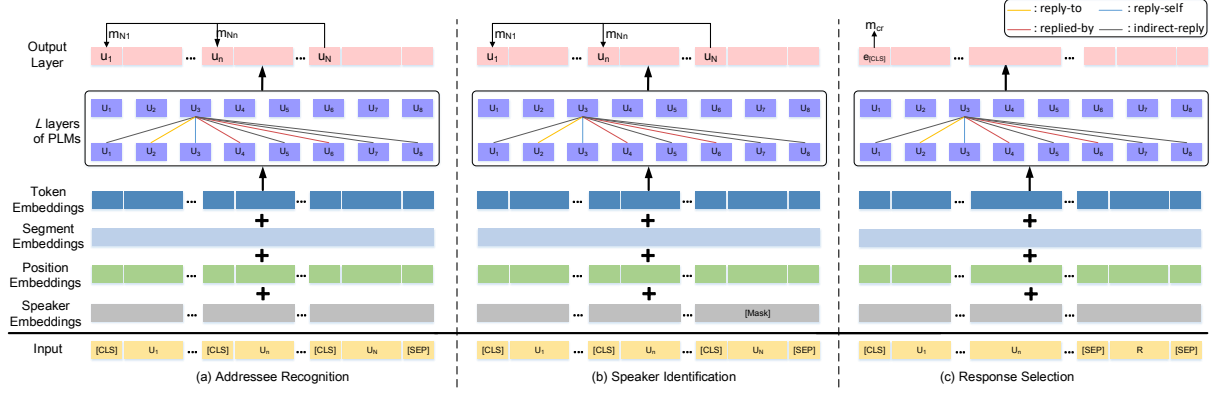 : reply-to : reply-self
: replied-by : indirect-reply
m_N1 m_Nn m_N1 m_Nn m_cr
Output Layer u_1 ... u_n ... u_N u_1 ... u_n ... u_N e_[CLS] ... ...
L layers of PLMs
U_1 U_2 U_3 U_4 U_5 U_6 U_7 U_8 U_1 U_2 U_3 U_4 U_5 U_6 U_7 U_8 U_1 U_2 U_3 U_4 U_5 U_6 U_7 U_8
U_1 U_2 U_3 U_4 U_5 U_6 U_7 U_8 U_1 U_2 U_3 U_4 U_5 U_6 U_7 U_8 U_1 U_2 U_3 U_4 U_5 U_6 U_7 U_8
Token Embeddings ... ... ... ... ... ...
+ + +
Segment Embeddings
+ + +
Position Embeddings ... ... ... ... ... ...
+ + +
Speaker Embeddings ... ... ... ... [Mask] ... ...
Input [CLS] U_1 ... [CLS] U_n ... [CLS] U_N [SEP] [CLS] U_1 ... [CLS] U_n ... [CLS] U_N [SEP] [CLS] U_1 ... U_n ... [SEP] R [SEP]
(a) Addressee Recognition (b) Speaker Identification (c) Response Selection